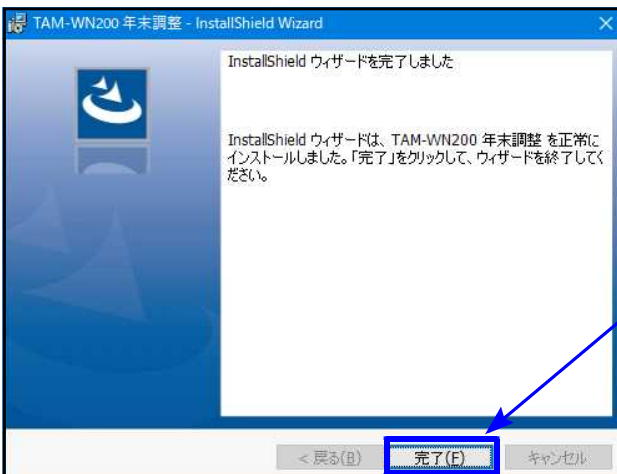 TAM-WN200 年末調整 - InstallShield Wizard
InstallShield ウィザードを完了しました
InstallShield ウィザードは、TAM-WN200 年末調整 を正常に
インストールしました。「完了」をクリックして、ウィザードを終了してく
ださい。
< 戻る(B) 完了(F) キャンセル